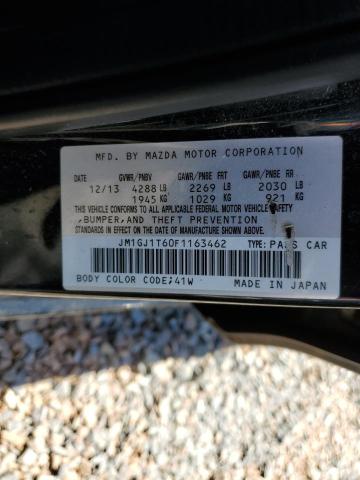 MFD. BY MAZDA MOTOR CORPORATION
DATE GVWR/PNBV GAWR/PNBE FRT GAWR/PNBE RR
12/13 4288 LB 2269 LB 2030 LB
1945 KG 1029 KG 921 KG
THIS VEHICLE CONFORMS TO ALL APPLICABLE FEDERAL MOTOR VEHICLE SAFETY
,BUMPER,AND THEFT PREVENTION
STANDARDS IN EFFECT ON THE DATE OF MANUFACTURE SHOWN ABOVE.
JM1GJ1T60F1163462 TYPE: PASS CAR
BODY COLOR CODE;41W MADE IN JAPAN